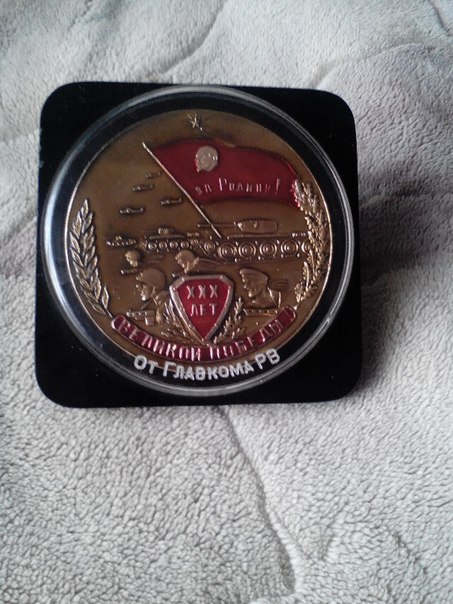 за Родину!
XXX
ЛЕТ
ВЕЛИКОЙ ПОБЕДЫ
ОТ ГЛАВКОМА РВ